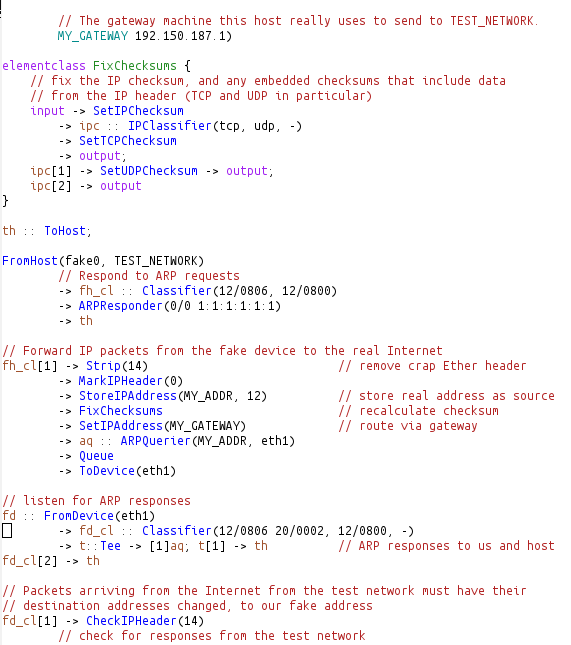 // The gateway machine this host really uses to send to TEST_NETWORK.
MY_GATEWAY 192.150.187.1)
elementclass FixChecksums {
// fix the IP checksum, and any embedded checksums that include data
// from the IP header (TCP and UDP in particular)
input -> SetIPChecksum
-> ipc :: IPClassifier(tcp, udp, -)
-> SetTCPChecksum
-> output;
ipc[1] -> SetUDPChecksum -> output;
ipc[2] -> output
}
th :: ToHost;
FromHost(fake0, TEST_NETWORK)
// Respond to ARP requests
-> fh_cl :: Classifier(12/0806, 12/0800)
-> ARPResponder(0/0 1:1:1:1:1:1)
-> th
// Forward IP packets from the fake device to the real Internet
fh_cl[1] -> Strip(14) // remove crap Ether header
-> MarkIPHeader(0)
-> StoreIPAddress(MY_ADDR, 12) // store real address as source
-> FixChecksums // recalculate checksum
-> SetIPAddress(MY_GATEWAY) // route via gateway
-> aq :: ARPQuerier(MY_ADDR, eth1)
-> Queue
-> ToDevice(eth1)
// listen for ARP responses
fd :: FromDevice(eth1)
-> fd_cl :: Classifier(12/0806 20/0002, 12/0800, -)
-> t::Tee -> [1]aq; t[1] -> th // ARP responses to us and host
fd_cl[2] -> th
// Packets arriving from the Internet from the test network must have their
// destination addresses changed, to our fake address
fd_cl[1] -> CheckIPHeader(14)
// check for responses from the test network